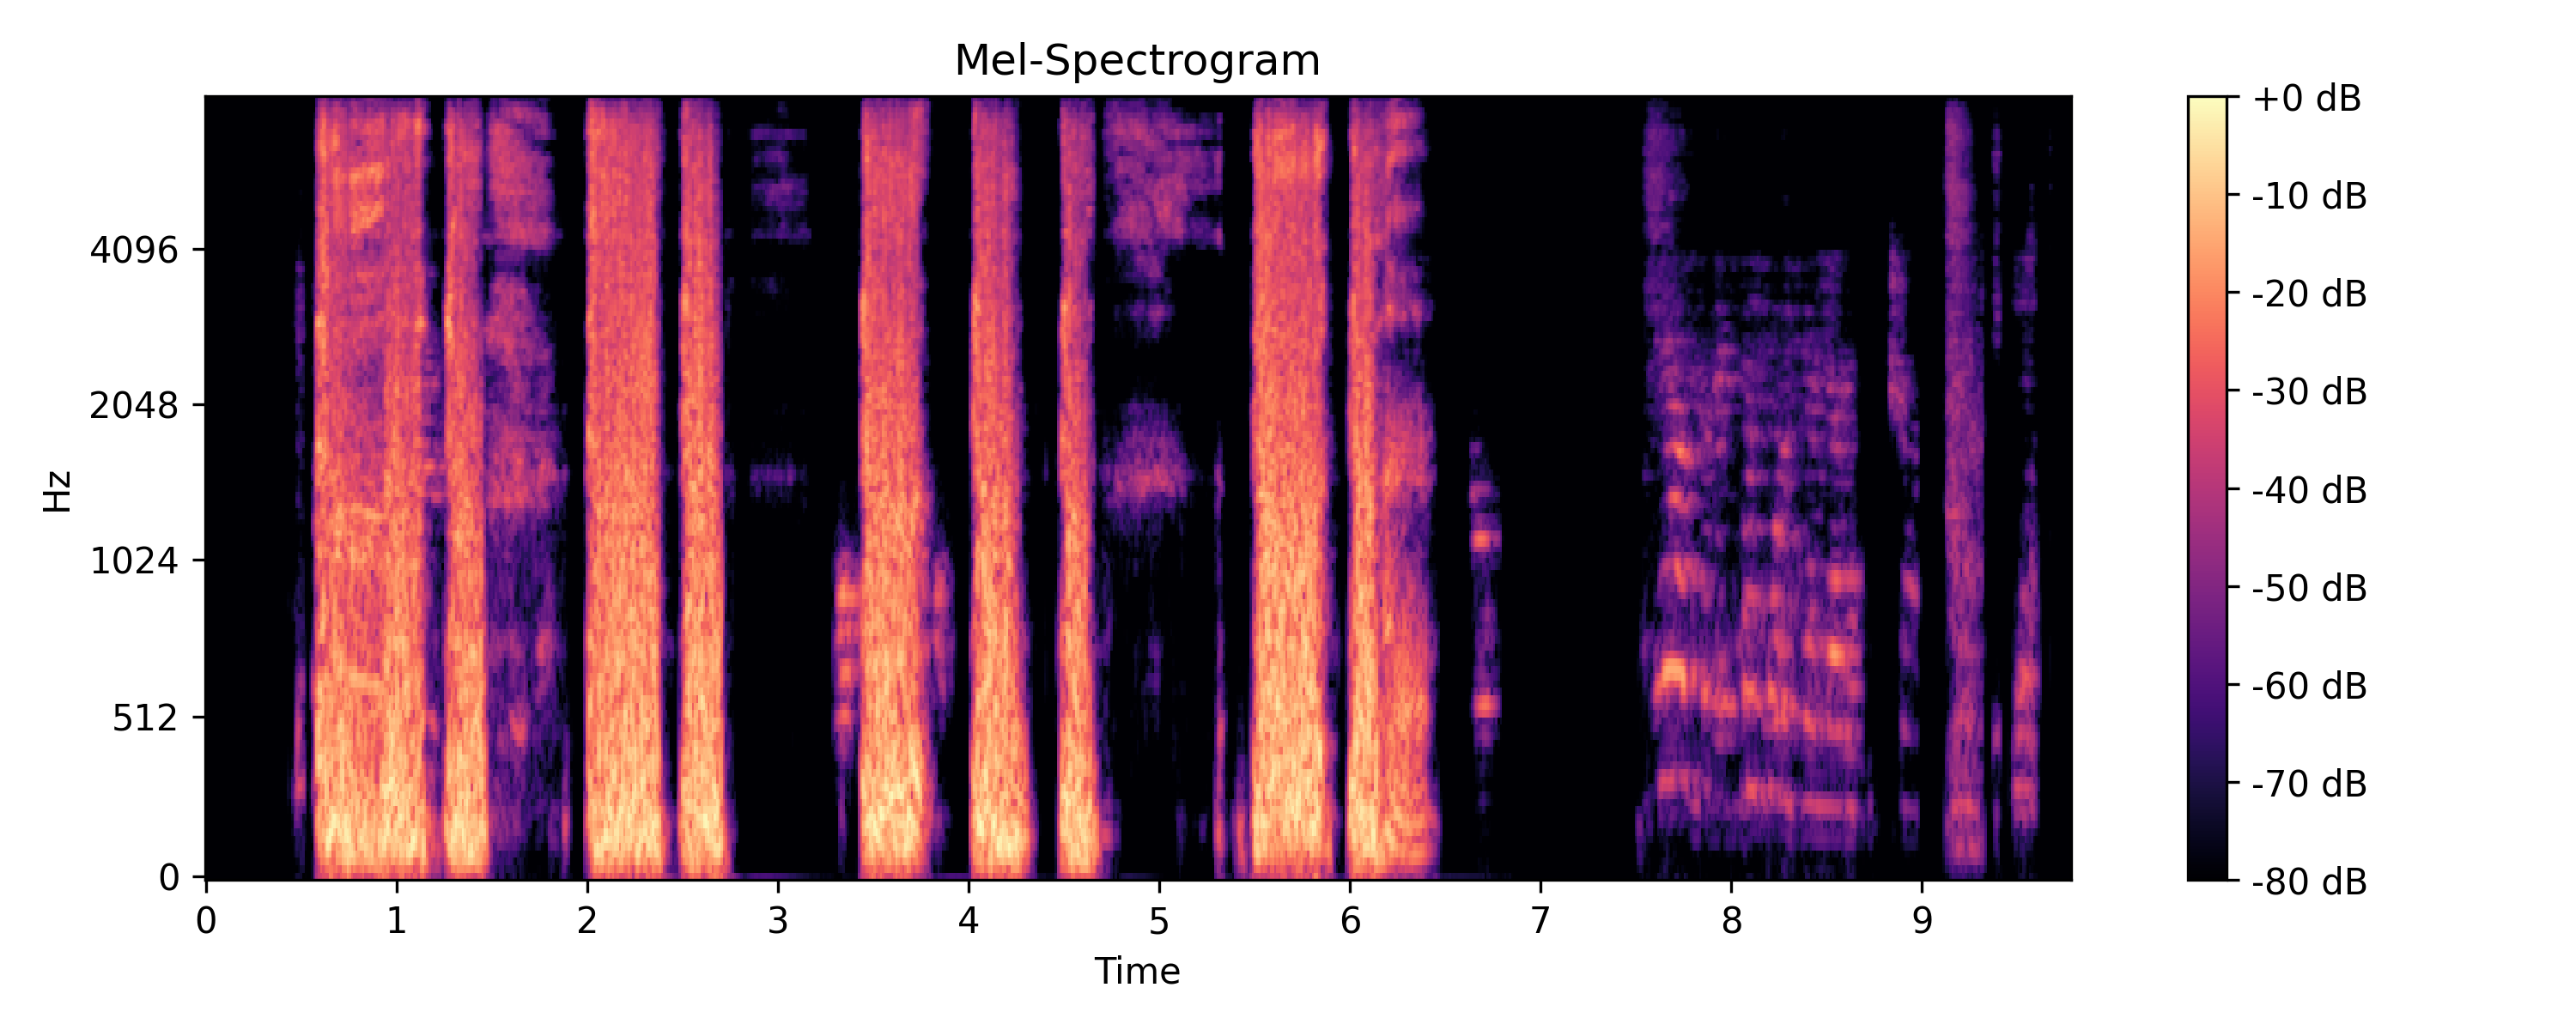 Mel-Spectrogram
+0 dB
-10 dB
-20 dB
-30 dB
-40 dB
-50 dB
-60 dB
-70 dB
-80 dB
4096
2048
1024
512
0
Hz
0 1 2 3 4 5 6 7 8 9
Time